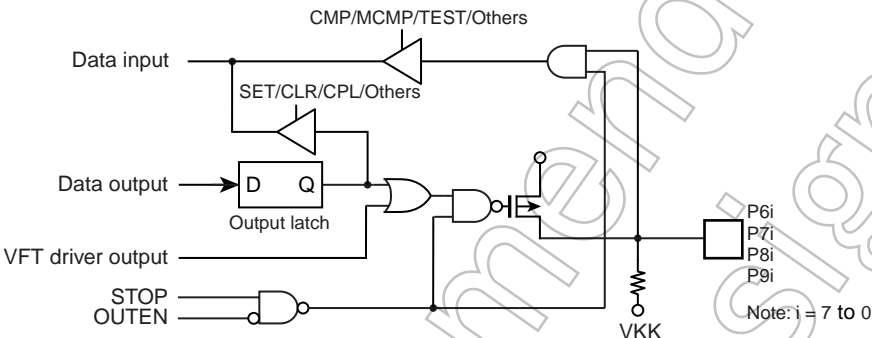 CMP/MCMP/TEST/Others
Data input
SET/CLR/CPL/Others
Data output
D
Q
Output latch
VFT driver output
STOP
OUTEN
P6i
P7i
P8i
P9i
VKK
Note: i = 7 to 0